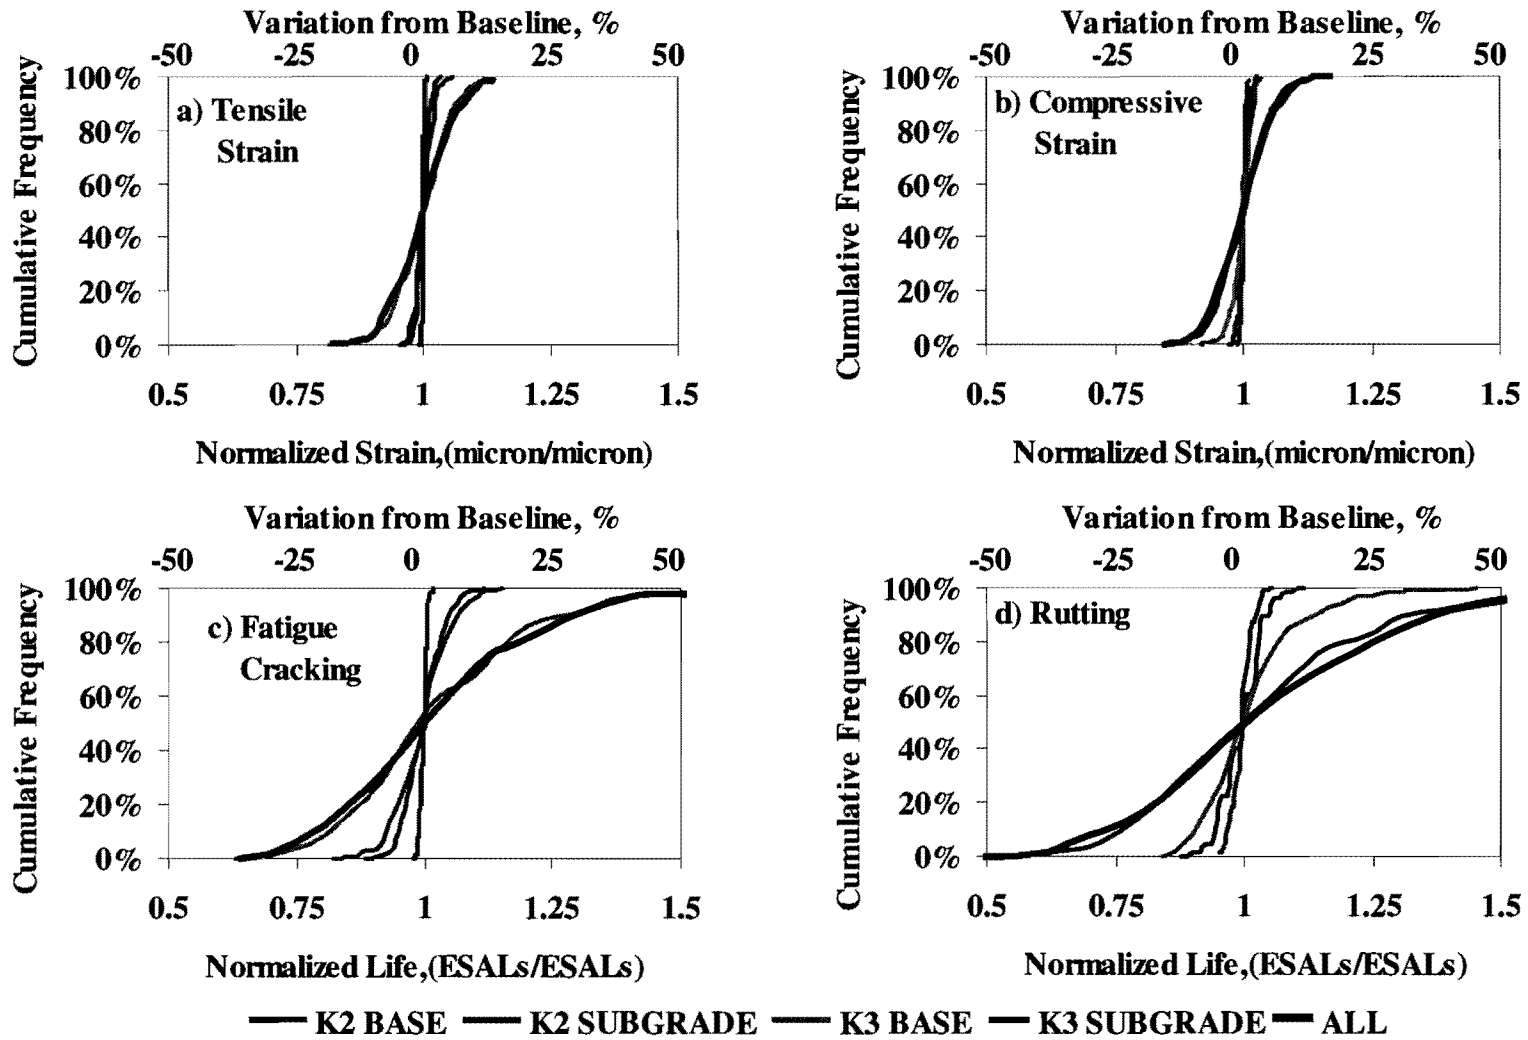 Variation from Baseline, %
-50 -25 0 25 50
100%
80%
60%
40%
20%
0%
Cumulative Frequency
a) Tensile
Strain
0.5 0.75 1 1.25 1.5
Normalized Strain,(micron/micron)
Variation from Baseline, %
-50 -25 0 25 50
100%
80%
60%
40%
20%
0%
Cumulative Frequency
b) Compressive
Strain
0.5 0.75 1 1.25 1.5
Normalized Strain,(micron/micron)
Variation from Baseline, %
-50 -25 0 25 50
100%
80%
60%
40%
20%
0%
Cumulative Frequency
c) Fatigue
Cracking
0.5 0.75 1 1.25 1.5
Normalized Life,(ESALs/ESALs)
Variation from Baseline, %
-50 -25 0 25 50
100%
80%
60%
40%
20%
0%
Cumulative Frequency
d) Rutting
0.5 0.75 1 1.25 1.5
Normalized Life,(ESALs/ESALs)
K2 BASE K2 SUBGRADE K3 BASE K3 SUBGRADE ALL